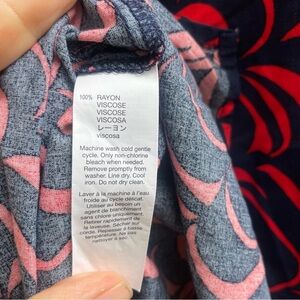 100% RAYON
VISCOSE
VISCOSE
VISCOSA
レーヨン
viscosa
Machine wash cold gentle
cycle. Only non-chlorine
bleach when needed.
Remove promptly from
washer. Line dry. Cool
iron. Do not dry clean.
Laver à la machine à l'eau
froide au cycle délicat.
Utiliser au besoin un
agent de blanchiment
sans chlore uniquement.
Retirer rapidement de
la laveuse. Sécher sur
corde. Repasser à basse
température. Ne pas
nettoyer à sec.